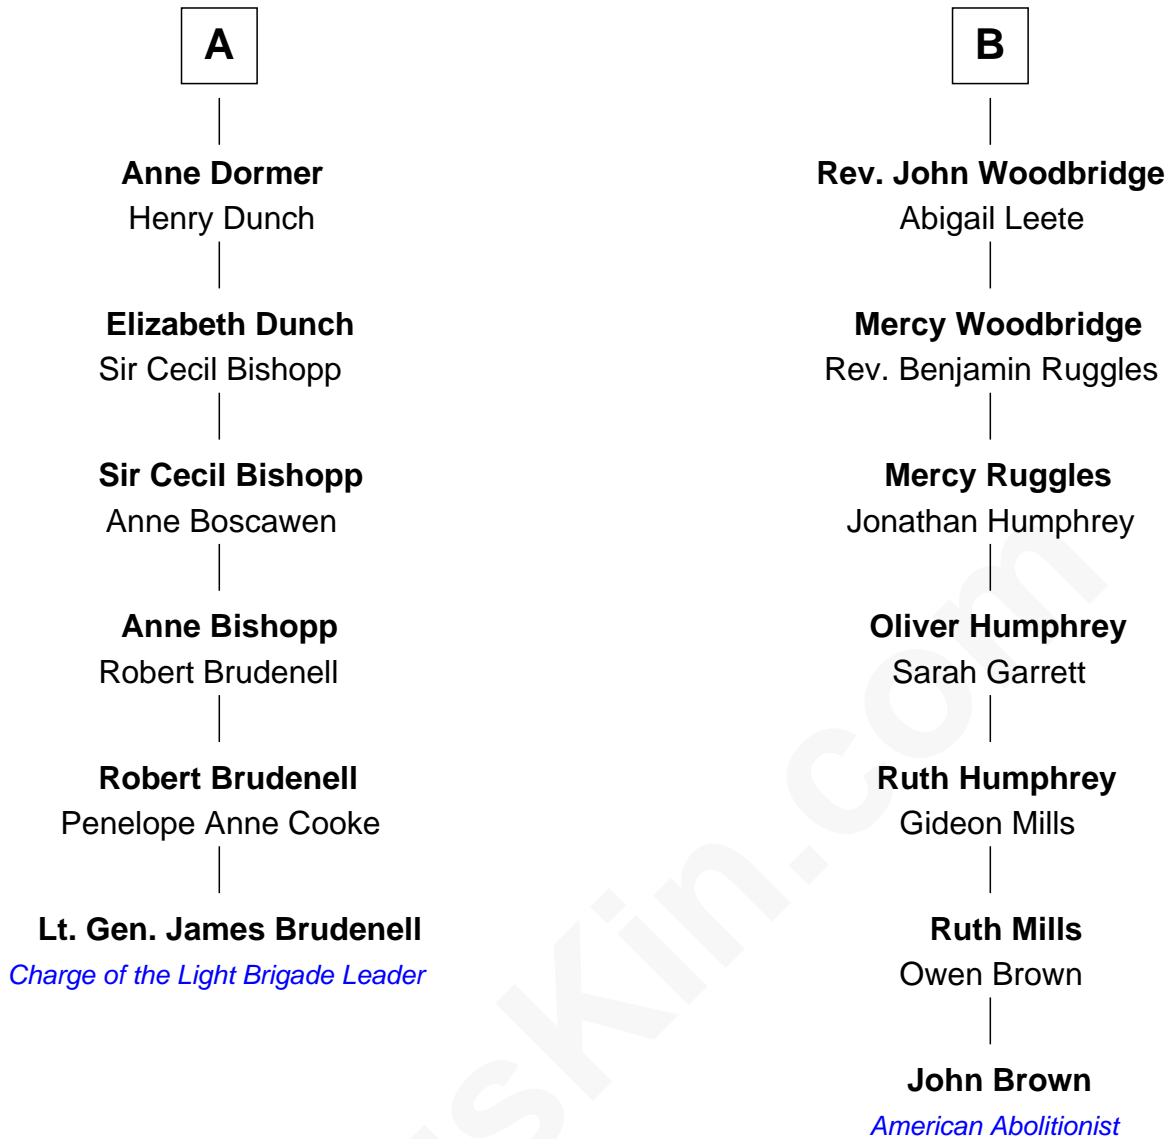 A
Anne Dormer
Henry Dunch
Elizabeth Dunch
Sir Cecil Bishopp
Sir Cecil Bishopp
Anne Boscawen
Anne Bishopp
Robert Brudenell
Robert Brudenell
Penelope Anne Cooke
Lt. Gen. James Brudenell
Charge of the Light Brigade Leader
B
Rev. John Woodbridge
Abigail Leete
Mercy Woodbridge
Rev. Benjamin Ruggles
Mercy Ruggles
Jonathan Humphrey
Oliver Humphrey
Sarah Garrett
Ruth Humphrey
Gideon Mills
Ruth Mills
Owen Brown
John Brown
American Abolitionist
usKin.com